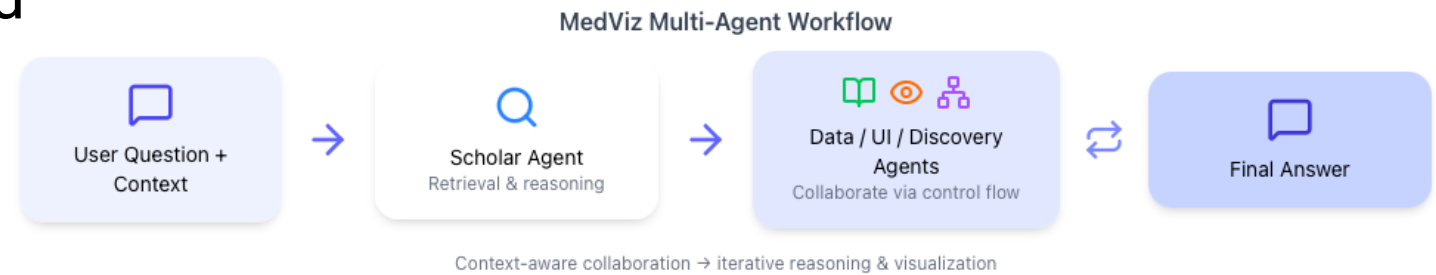 MedViz Multi-Agent Workflow
User Question +
Context
Scholar Agent
Retrieval & reasoning
Data / UI / Discovery
Agents
Collaborate via control flow
Final Answer
Context-aware collaboration → iterative reasoning & visualization